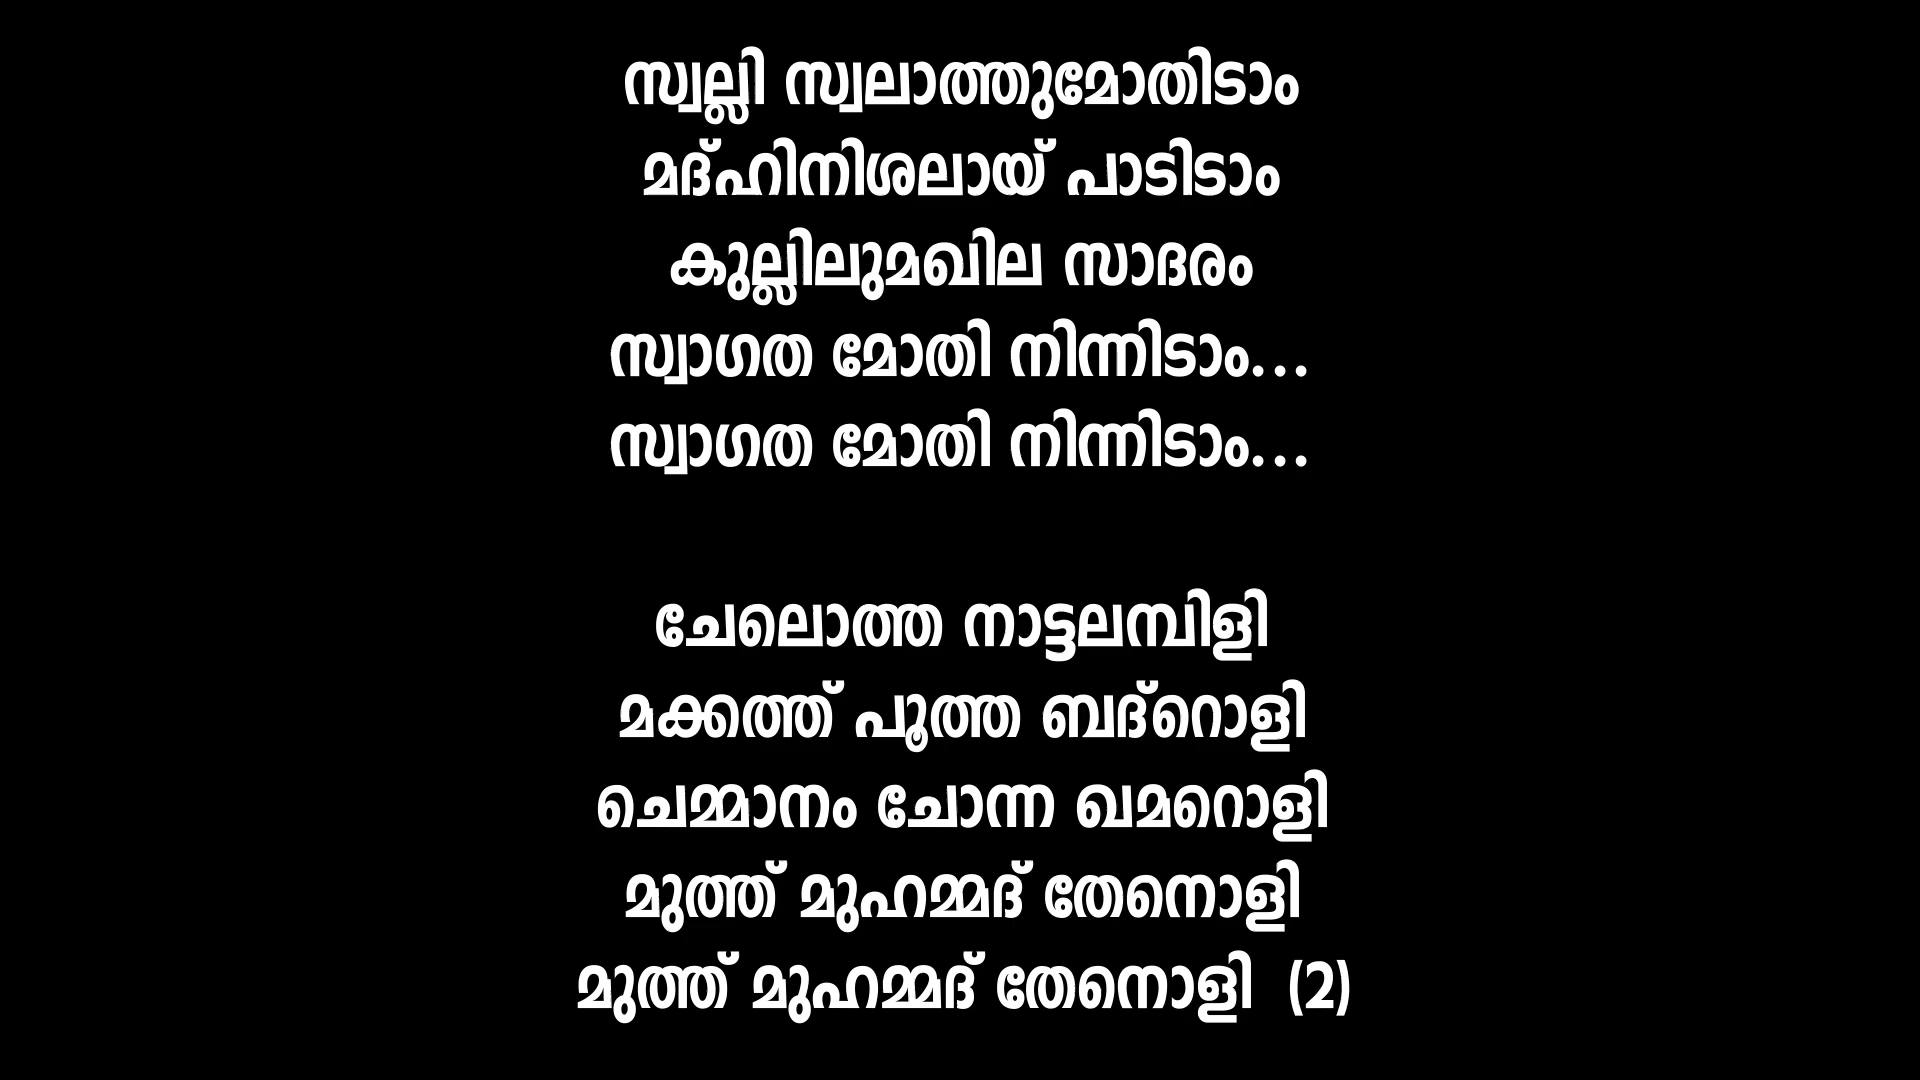 സ്വല്ലി സ്വലാത്തുമോതിടാം
മദ്ഹിനിശലായ് പാടിടാം
കുല്ലിലുമഖില സാദരം
സ്വാഗത മോതി നിന്നിടാം...
സ്വാഗത മോതി നിന്നിടാം...
ചേലൊത്ത നാട്ടലമ്പിളി
മക്കത്ത് പൂത്ത ബദ്റൊളി
ചെമ്മാനം ചോന്ന ഖമറൊളി
മുത്ത് മുഹമ്മദ് തേനൊളി
മുത്ത് മുഹമ്മദ് തേനൊളി (2)